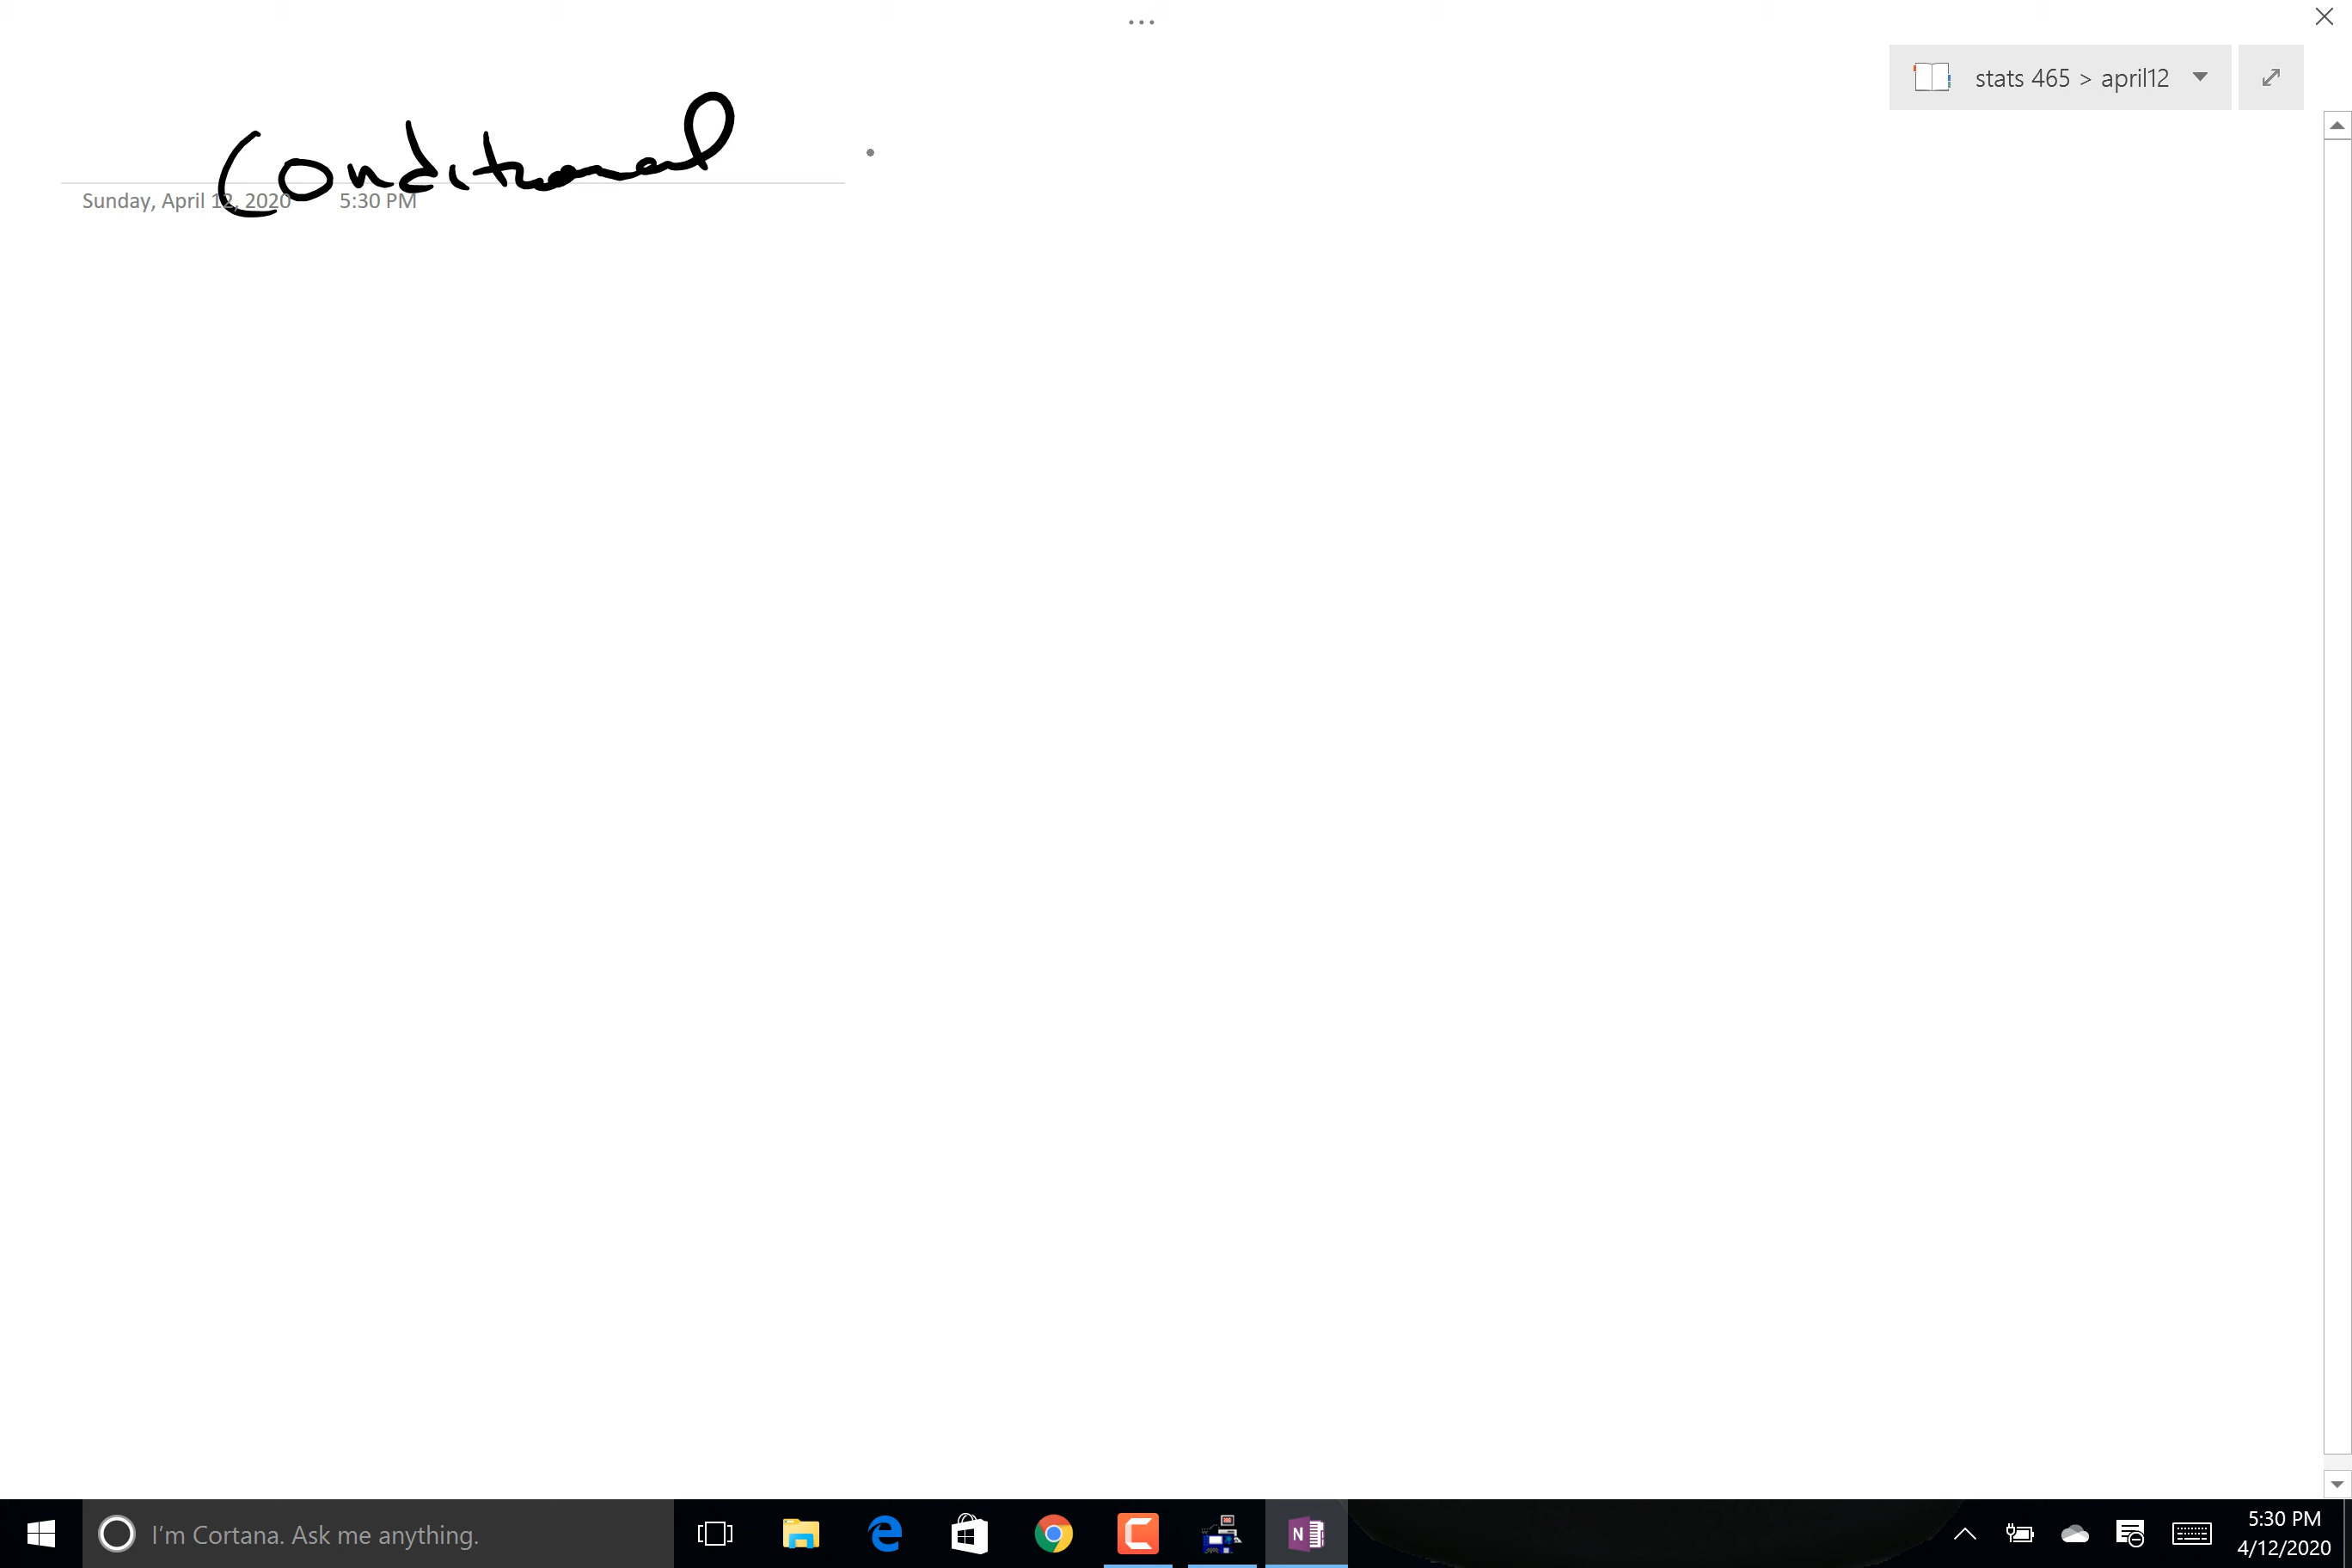 stats 465 > april12
Conditional
Sunday, April 12, 2020 5:30 PM
I'm Cortana. Ask me anything.
5:30 PM
4/12/2020